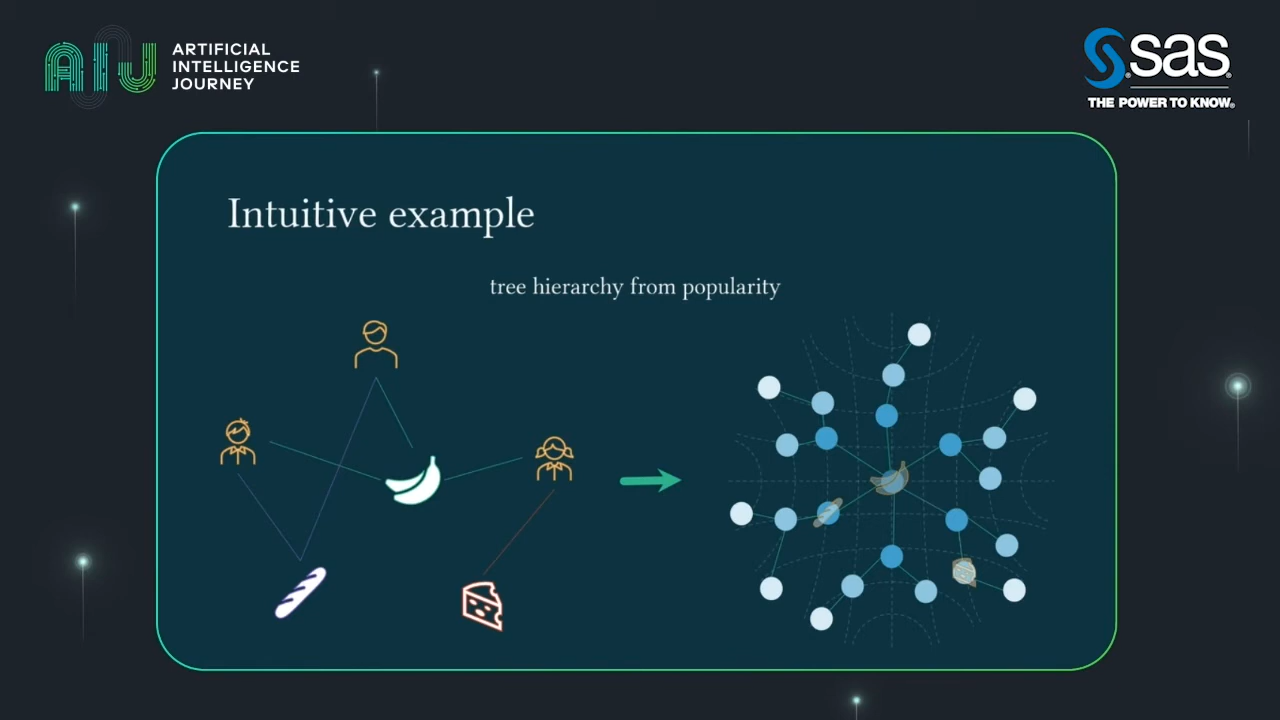 ARTIFICIAL
INTELLIGENCE
JOURNEY
sas
THE POWER TO KNOW.
Intuitive example
tree hierarchy from popularity